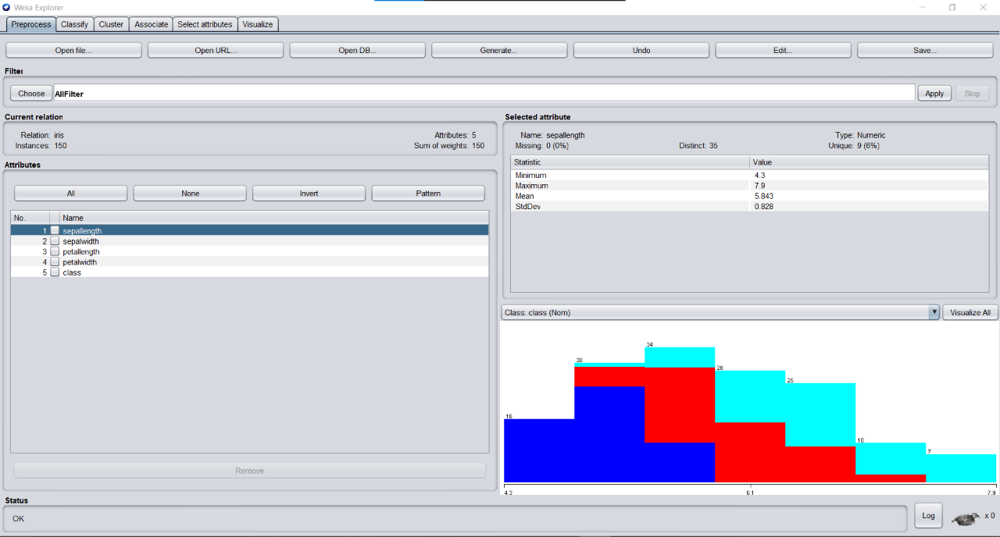 Weka Explorer
Preprocess Classify Cluster Associate Select attributes Visualize
Open file... Open URL... Open DB... Generate... Undo Edit... Save...
Filter
Choose AllFilter Apply Stop
Current relation
Relation: iris Attributes: 5
Instances: 150 Sum of weights: 150
Attributes
All None Invert Pattern
No. Name
1 sepallength
2 sepalwidth
3 petallength
4 petalwidth
5 class
Remove
Selected attribute
Name: sepallength Type: Numeric
Missing: 0 (0%) Distinct: 35 Unique: 9 (6%)
Statistic Value
Minimum 4.3
Maximum 7.9
Mean 5.843
StdDev 0.828
Class: class (Nom) Visualize All
34
30
28
25
16
10
7
4.3 6.1 7.9
Status
OK Log x 0